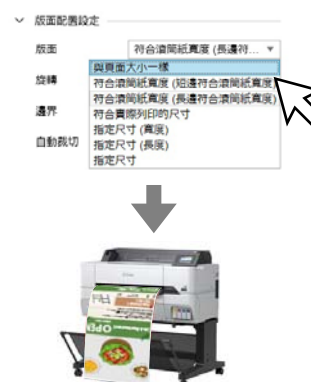 版面配置設定
版面
符合滾筒紙寬度 (長邊符...
與頁面大小一樣
旋轉
符合滾筒紙寬度 (短邊符合滾筒紙寬度)
符合滾筒紙寬度 (長邊符合滾筒紙寬度)
邊界
符合實際列印的尺寸
指定尺寸 (寬度)
自動裁切
指定尺寸 (長度)
指定尺寸
OPEN